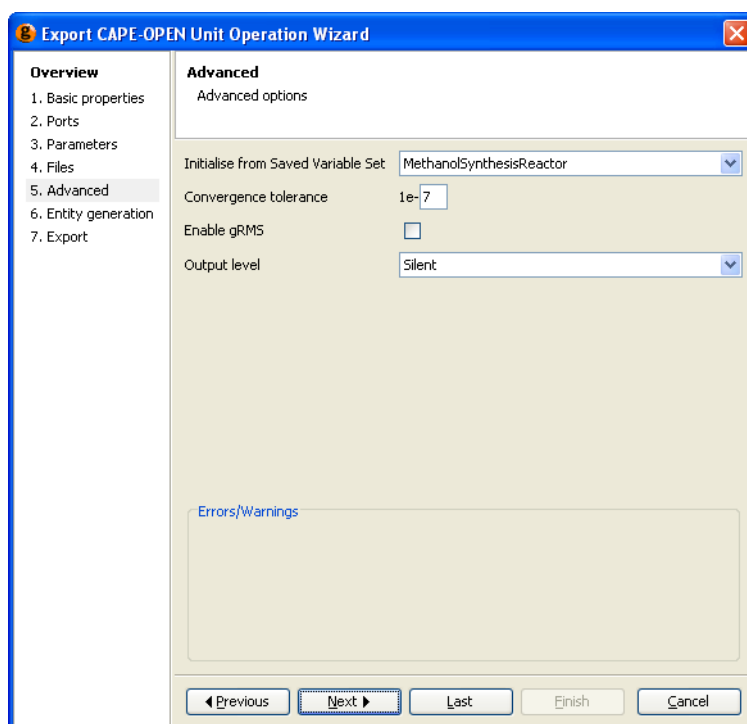 Export CAPE-OPEN Unit Operation Wizard
Overview
1. Basic properties
2. Ports
3. Parameters
4. Files
5. Advanced
6. Entity generation
7. Export
Advanced
Advanced options
Initialise from Saved Variable Set MethanolSynthesisReactor
Convergence tolerance 1e-7
Enable gRMS
Output level Silent
Errors/Warnings
Previous Next Last Finish Cancel